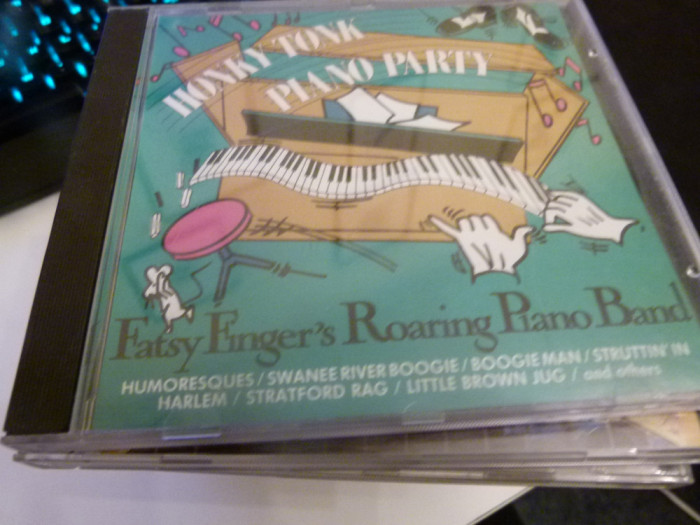 HONKY TONK
PIANO PARTY
Fatsy Finger's Roaring Piano Band
HUMORESQUES / SWANEE RIVER BOOGIE / BOOGIE MAN / STRUTTIN' IN
HARLEM / STRATFORD RAG / LITTLE BROWN JUG / and others